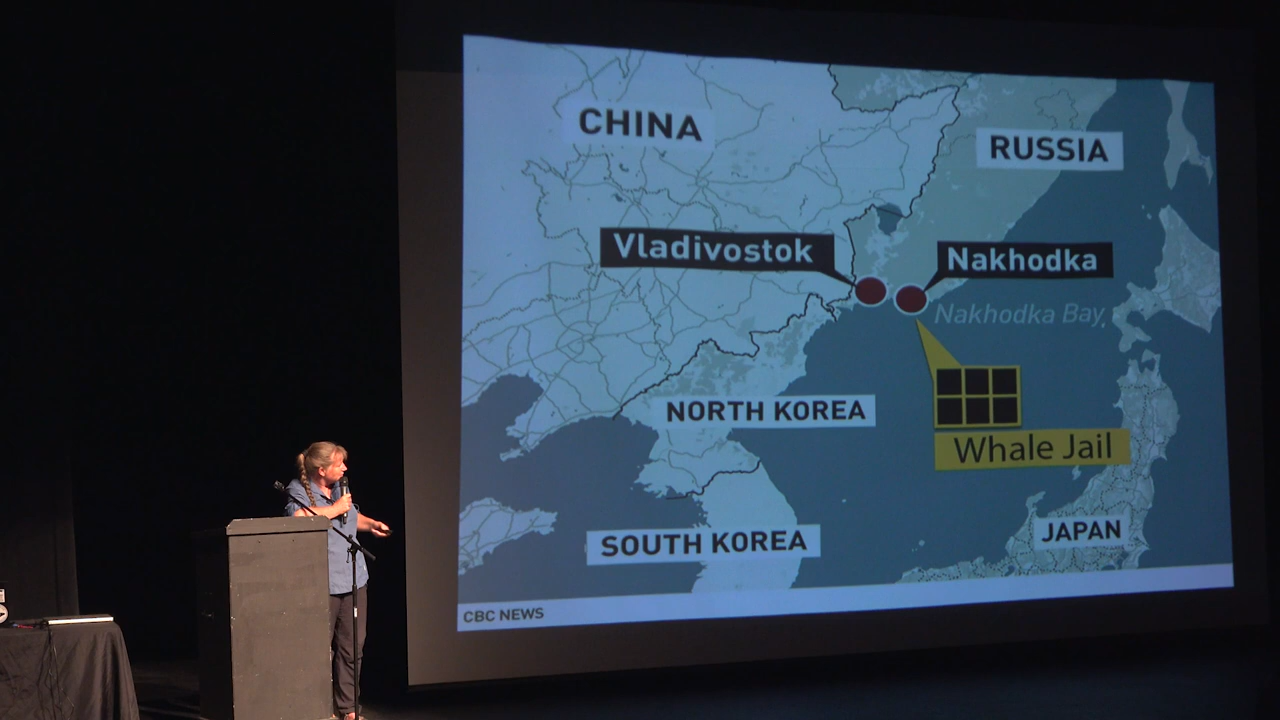 CHINA
RUSSIA
Vladivostok
Nakhodka
Nakhodka Bay
NORTH KOREA
Whale Jail
SOUTH KOREA
JAPAN
CBC NEWS